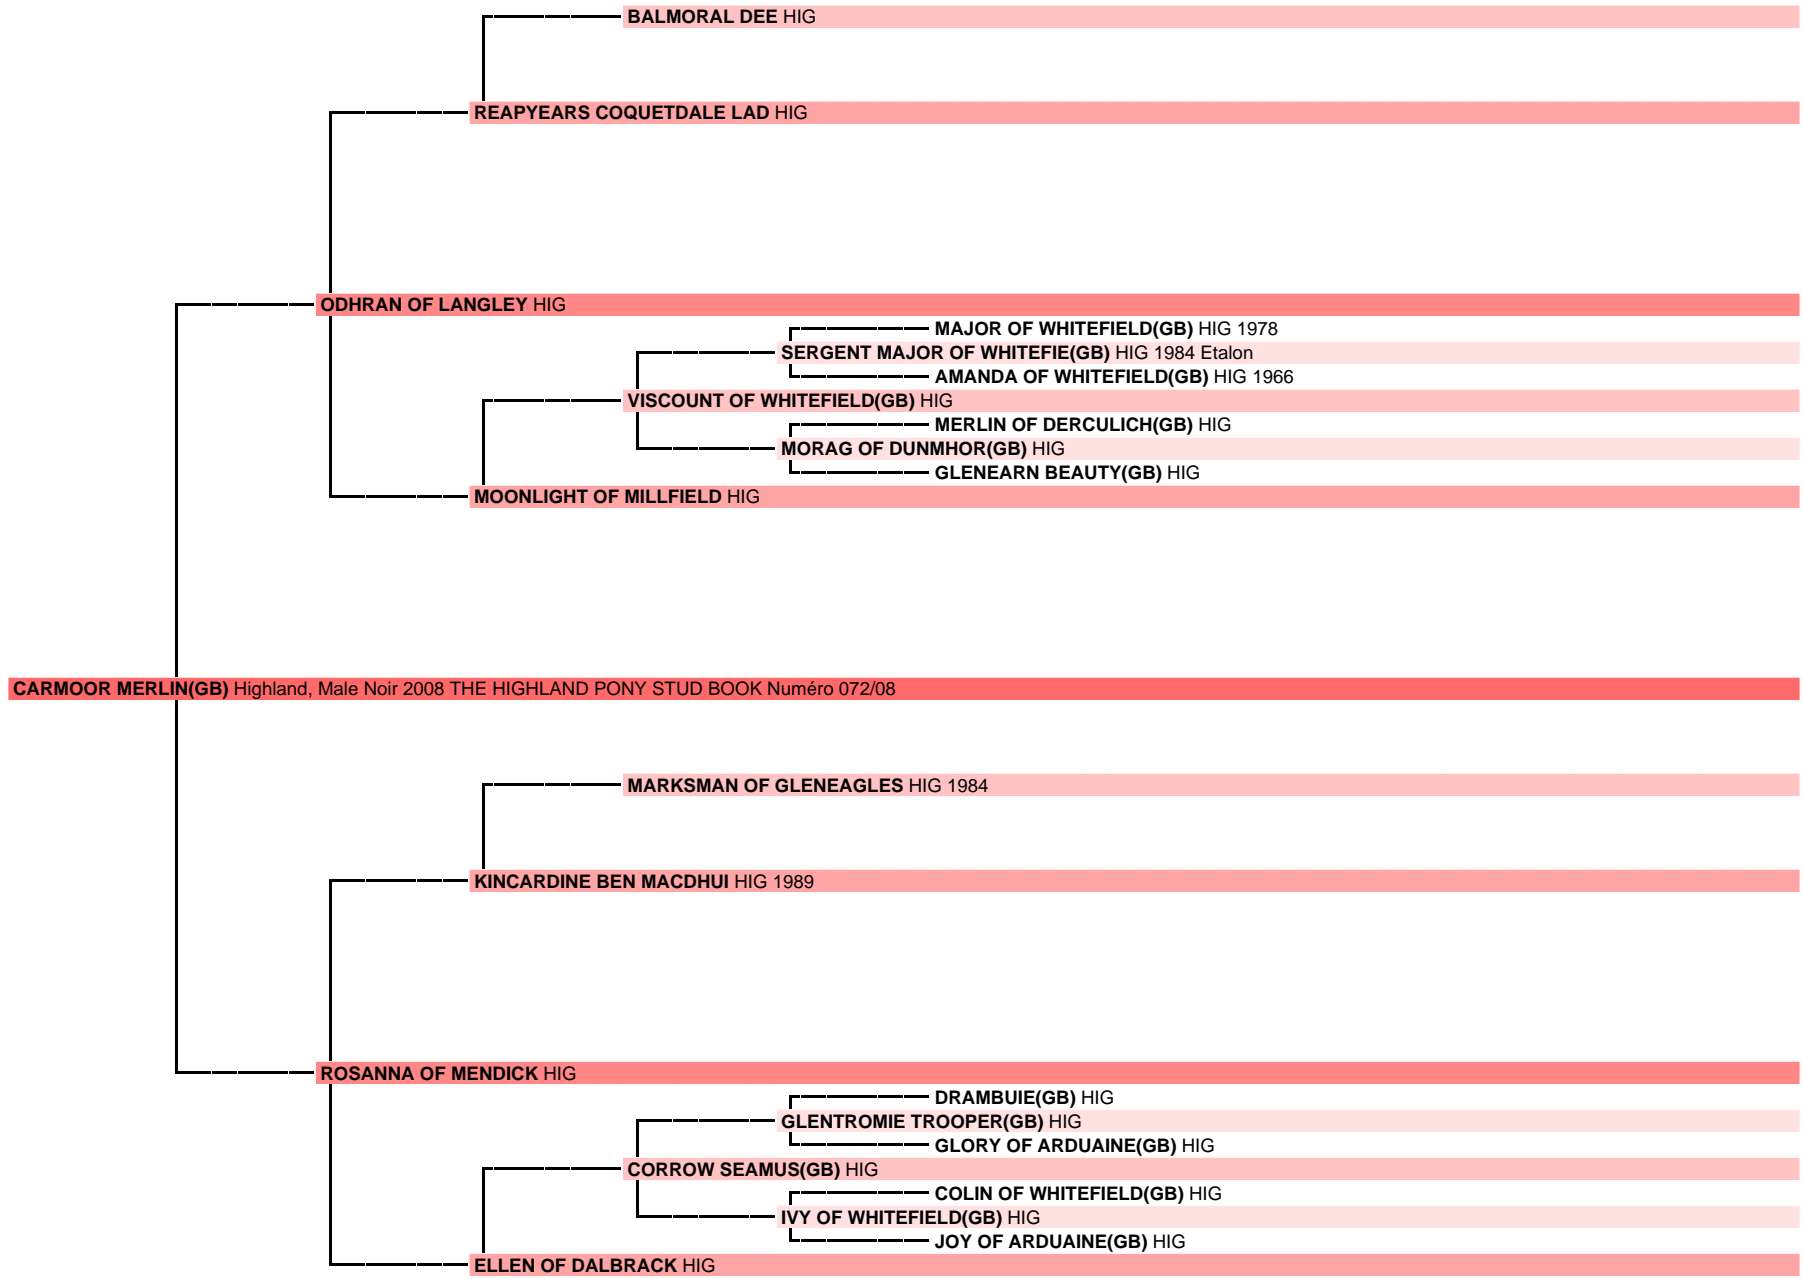 BALMORAL DEE HIG
REAPYEARS COQUETDALE LAD HIG
ODHRAN OF LANGLEY HIG
MAJOR OF WHITEFIELD(GB) HIG 1978
SERGENT MAJOR OF WHITEFIE(GB) HIG 1984 Etalon
AMANDA OF WHITEFIELD(GB) HIG 1966
VISCOUNT OF WHITEFIELD(GB) HIG
MERLIN OF DERCULICH(GB) HIG
MORAG OF DUNMHOR(GB) HIG
GLENEARN BEAUTY(GB) HIG
MOONLIGHT OF MILLFIELD HIG
CARMOOR MERLIN(GB) Highland, Male Noir 2008 THE HIGHLAND PONY STUD BOOK Numéro 072/08
MARKSMAN OF GLENEAGLES HIG 1984
KINCARDINE BEN MACDHUI HIG 1989
ROSANNA OF MENDICK HIG
DRAMBUIE(GB) HIG
GLENTROMIE TROOPER(GB) HIG
GLORY OF ARDUAINE(GB) HIG
CORROW SEAMUS(GB) HIG
COLIN OF WHITEFIELD(GB) HIG
IVY OF WHITEFIELD(GB) HIG
JOY OF ARDUAINE(GB) HIG
ELLEN OF DALBRACK HIG